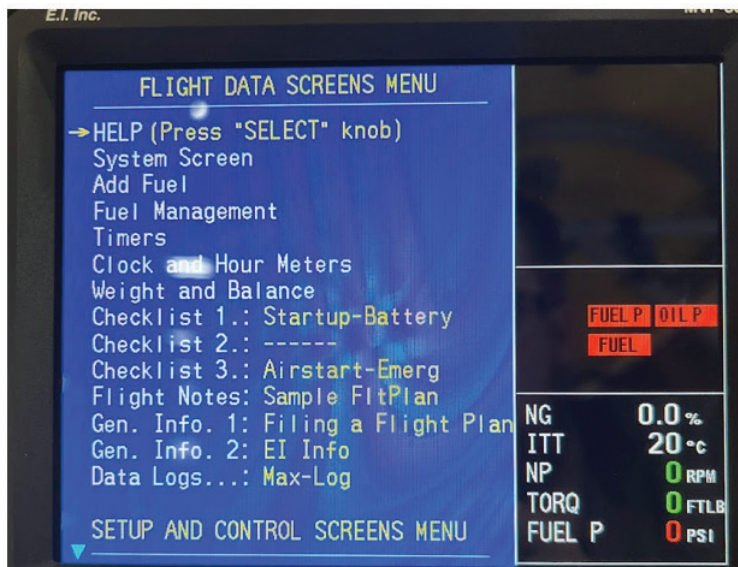 E.I. Inc.
FLIGHT DATA SCREENS MENU
HELP (Press "SELECT" knob)
System Screen
Add Fuel
Fuel Management
Timers
Clock and Hour Meters
Weight and Balance
Checklist 1.: Startup-Battery
Checklist 2.: ------
Checklist 3.: Airstart-Emerg
Flight Notes: Sample FltPlan
Gen. Info. 1: Filing a Flight Plan
Gen. Info. 2: EI Info
Data Logs...: Max-Log
SETUP AND CONTROL SCREENS MENU
FUEL P OIL P
FUEL
NG 0.0 %
ITT 20 °C
NP 0 RPM
TORQ 0 FTLB
FUEL P 0 PSI